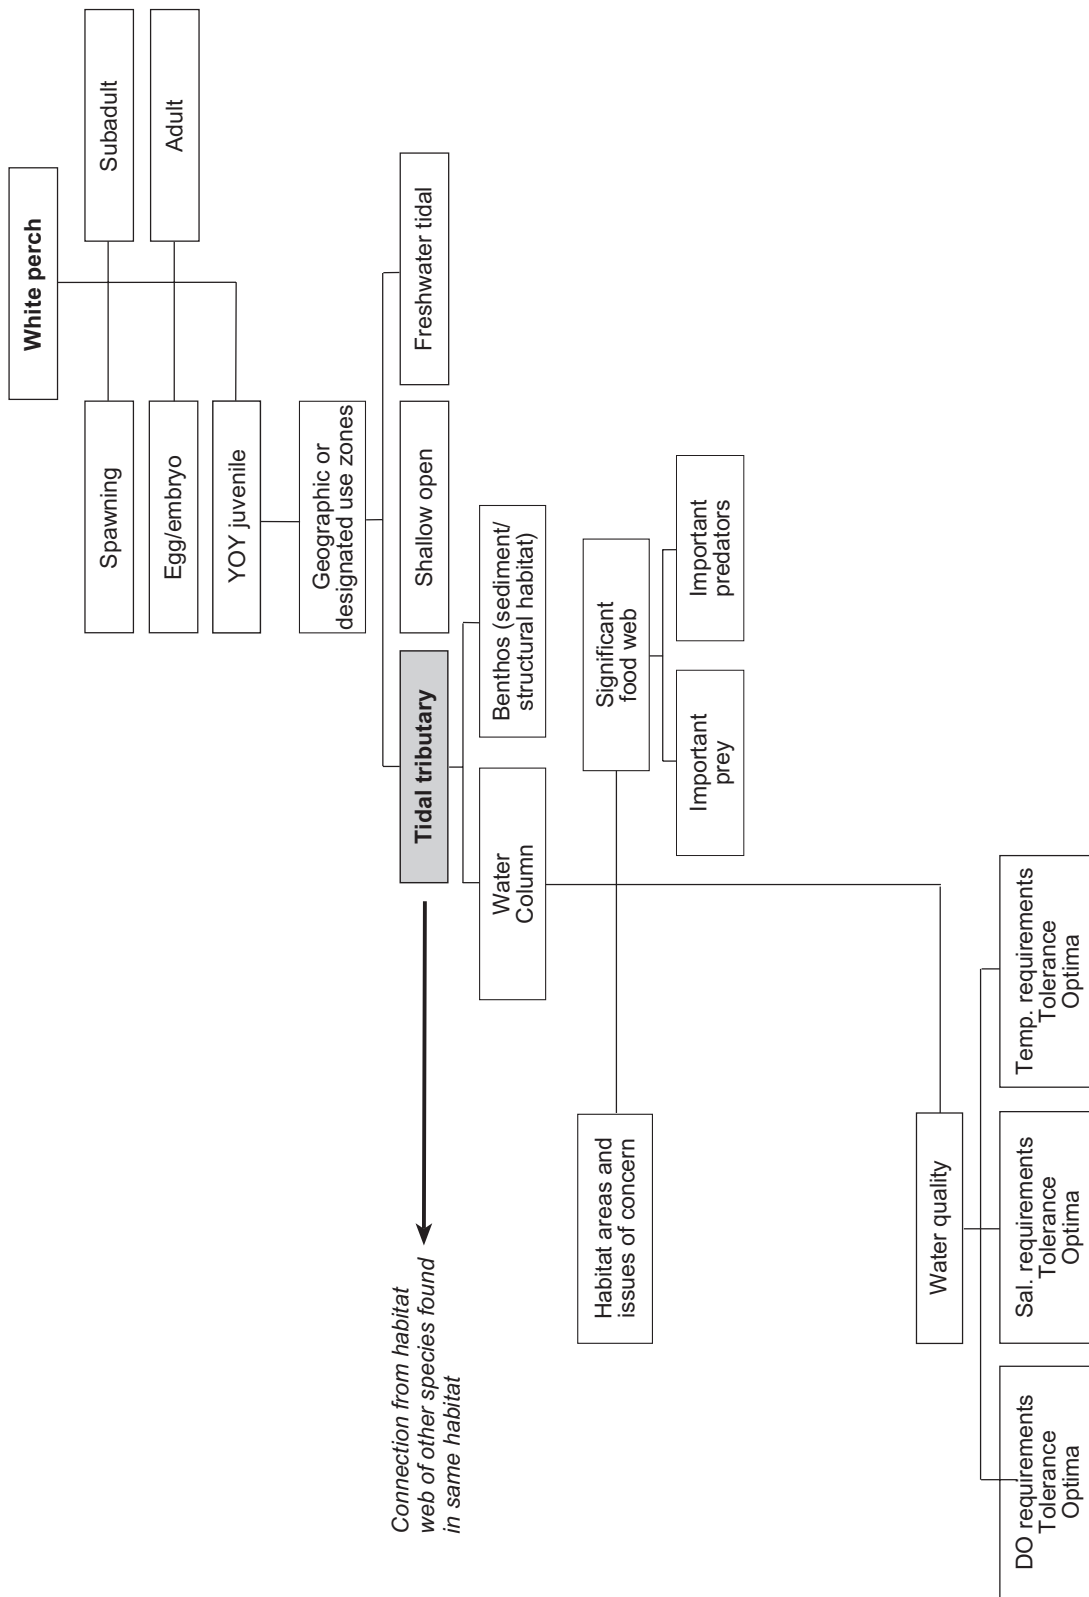 White perch
Spawning
Subadult
Egg/embryo
Adult
YOY juvenile
Geographic or
designated use zones
Tidal tributary
Shallow open
Freshwater tidal
Connection from habitat
web of other species found
in same habitat
Water
Column
Benthos (sediment/
structural habitat)
Habitat areas and
issues of concern
Significant
food web
Important
prey
Important
predators
Water quality
DO requirements
Tolerance
Optima
Sal. requirements
Tolerance
Optima
Temp. requirements
Tolerance
Optima